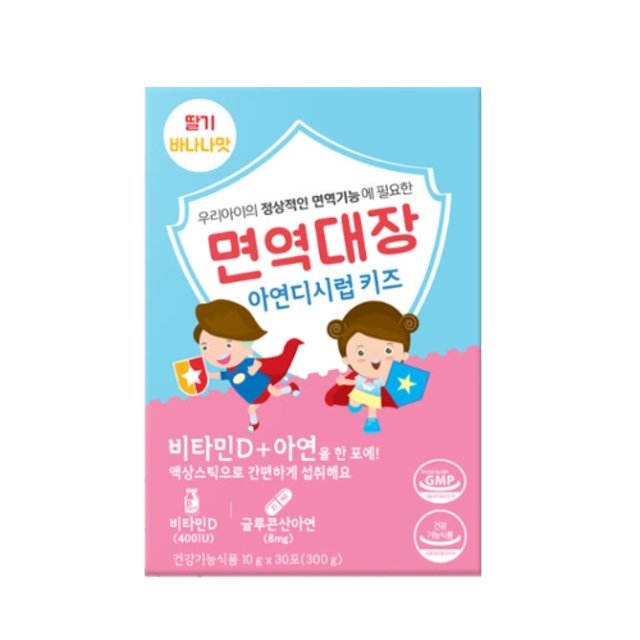 딸기
바나나맛
우리아이의 정상적인 면역기능에 필요한
면역대장
아연디시럽 키즈
비타민D+아연을 한 포에!
액상스틱으로 간편하게 섭취해요
비타민D
(400IU)
글루콘산아연
(8mg)
건강기능식품 10g x 30포(300g)
GMP
건강
기능식품